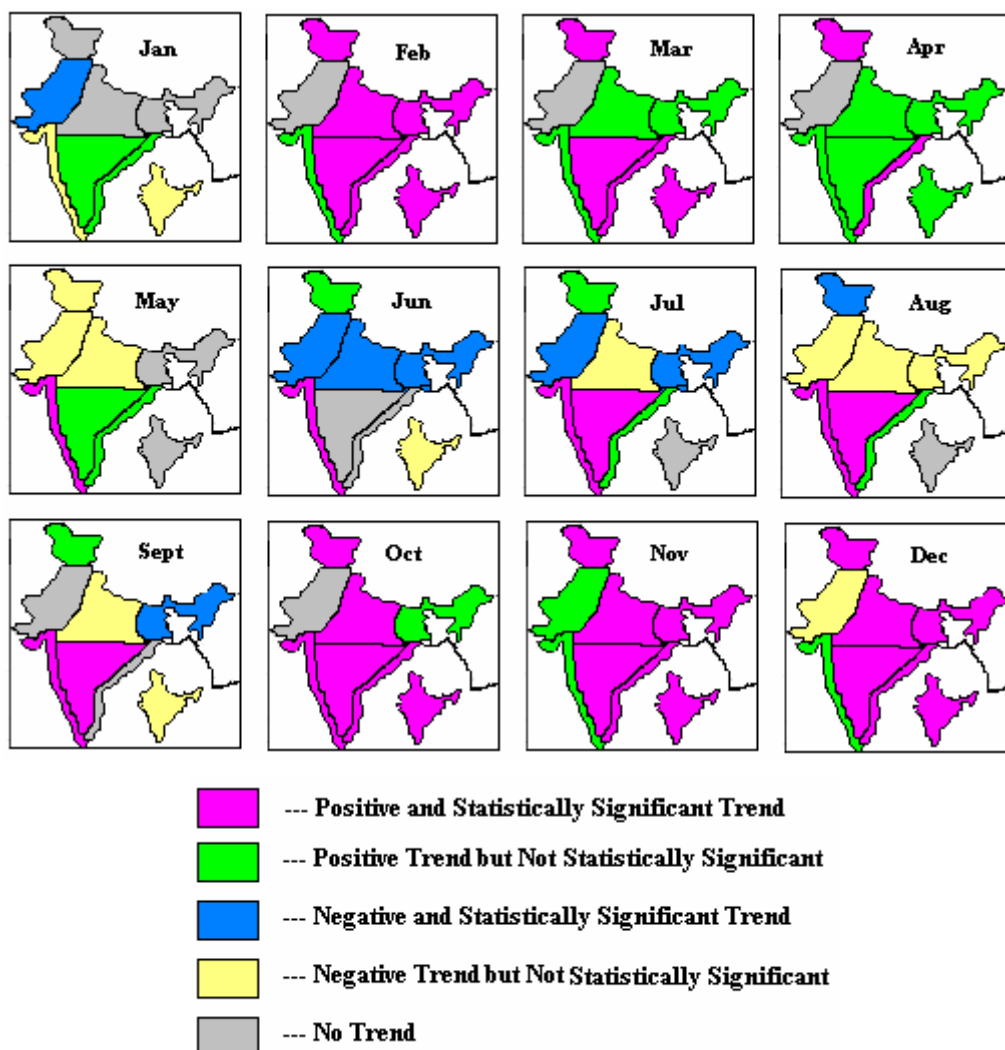 Jan
Feb
Mar
Apr
May
Jun
Jul
Aug
Sept
Oct
Nov
Dec
--- Positive and Statistically Significant Trend
--- Positive Trend but Not Statistically Significant
--- Negative and Statistically Significant Trend
--- Negative Trend but Not Statistically Significant
--- No Trend